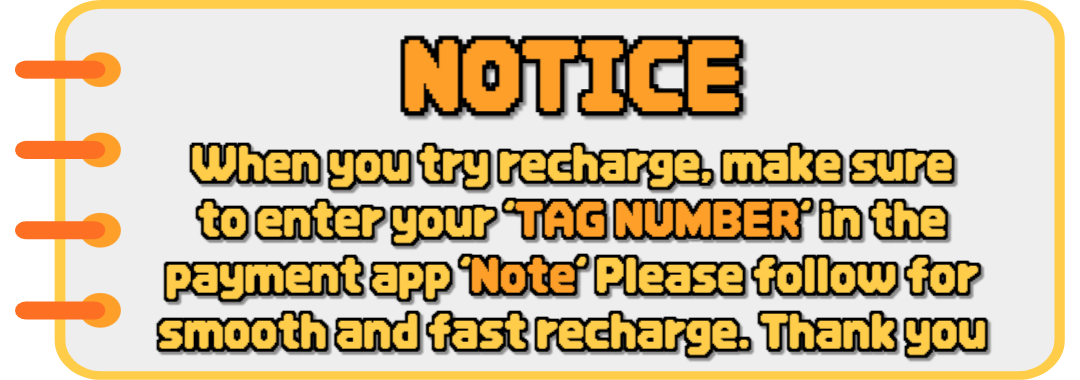 NOTICE
When you try recharge, make sure
to enter your ‘TAG NUMBER‘ in the
payment app ‘Note‘ Please follow for
smooth and fast recharge. Thank you